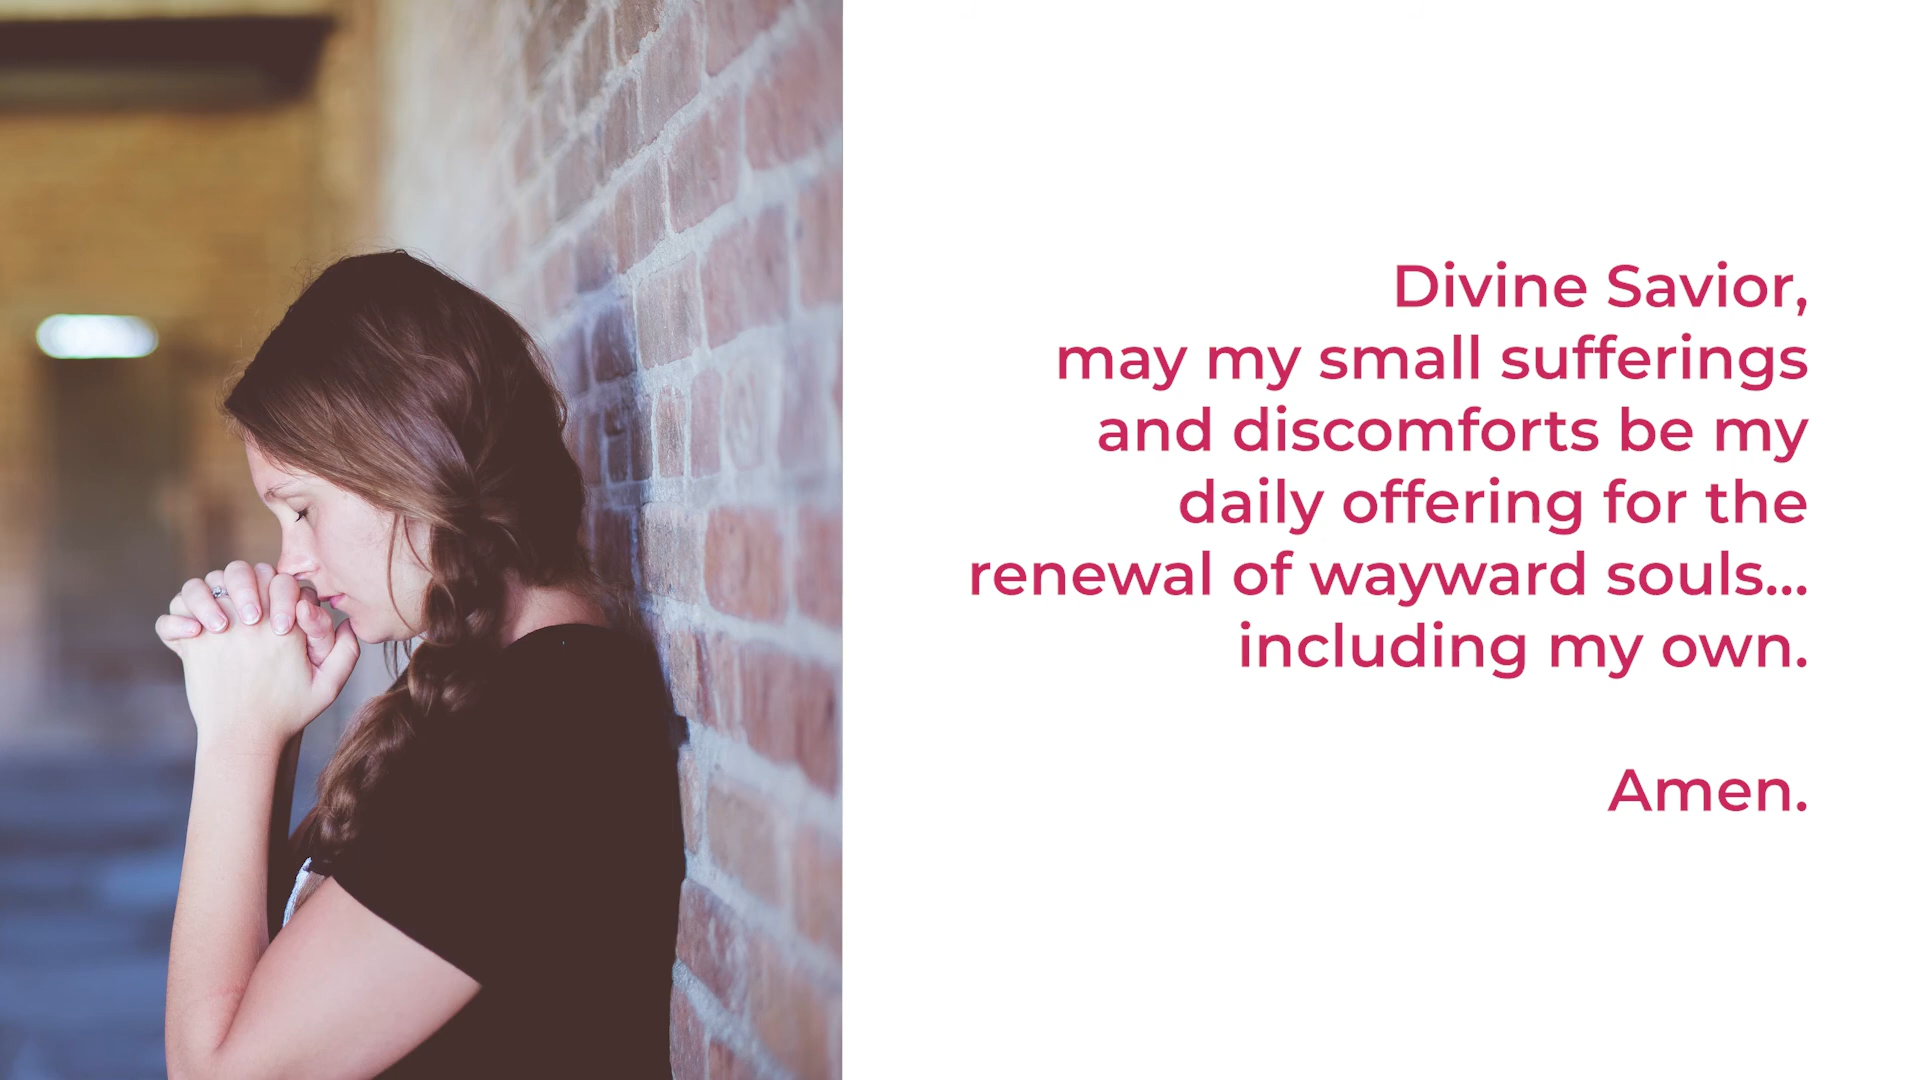 Divine Savior,
may my small sufferings
and discomforts be my
daily offering for the
renewal of wayward souls...
including my own.
Amen.